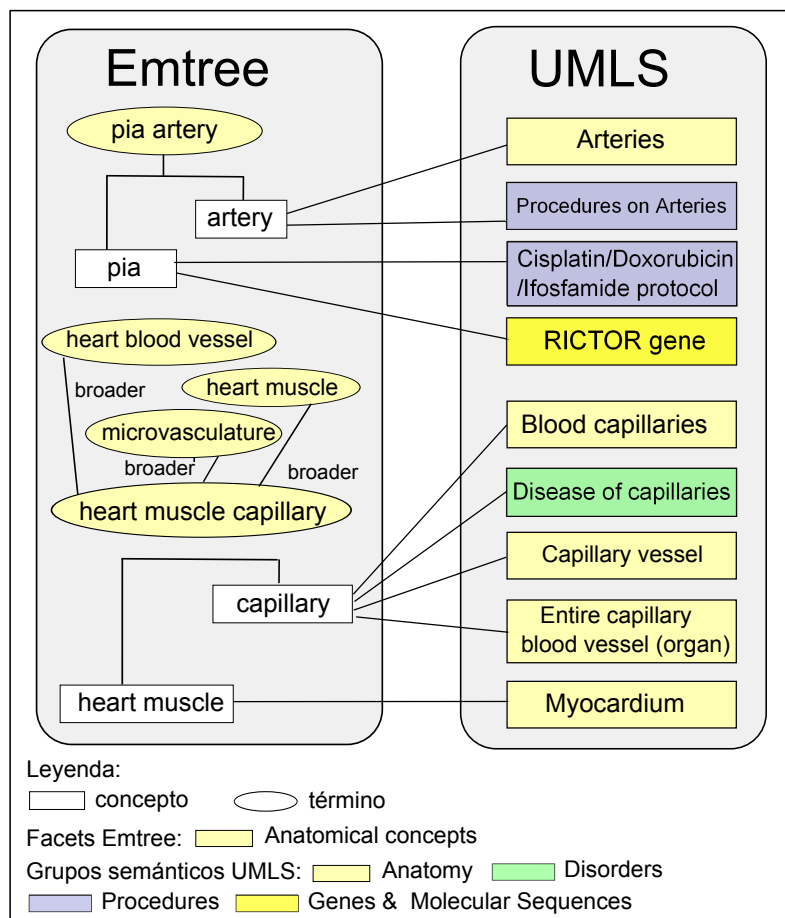 Emtree
UMLS
pia artery
Arteries
artery
Procedures on Arteries
pia
Cisplatin/Doxorubicin
/Ifosfamide protocol
RICTOR gene
heart blood vessel
broader
heart muscle
microvasculature
broader
broader
heart muscle capillary
Blood capillaries
Disease of capillaries
Capillary vessel
capillary
Entire capillary
blood vessel (organ)
heart muscle
Myocardium
Leyenda:
concepto
término
Facets Emtree:
Anatomical concepts
Grupos semánticos UMLS:
Anatomy
Disorders
Procedures
Genes & Molecular Sequences